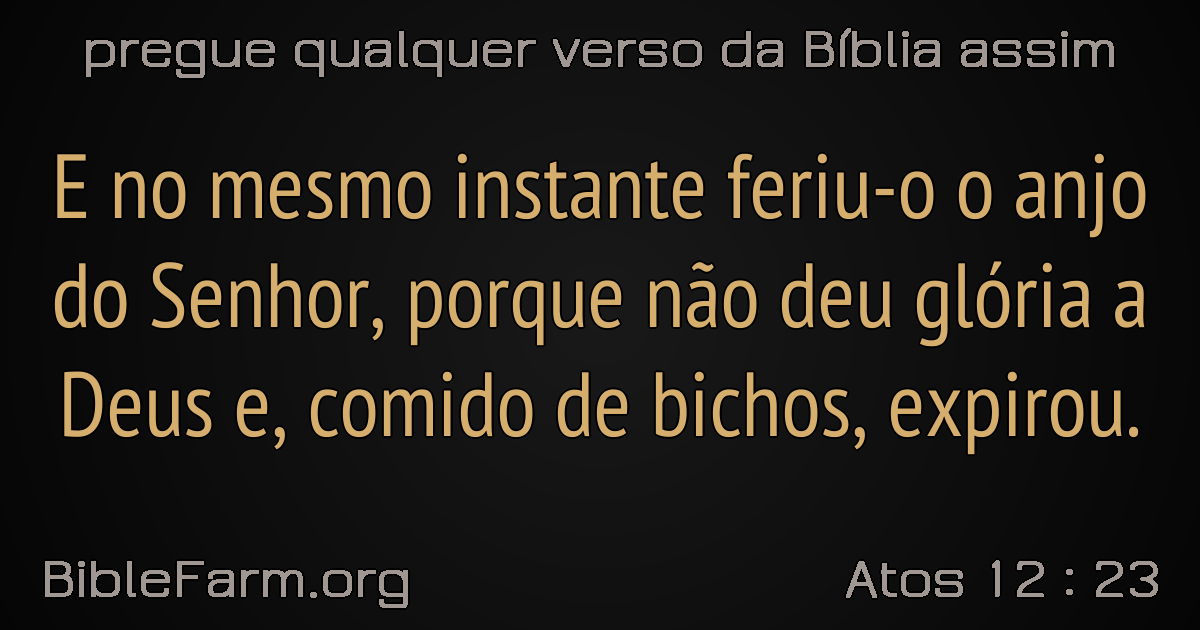 pregue qualquer verso da Bíblia assim
E no mesmo instante feriu-o o anjo
do Senhor, porque não deu glória a
Deus e, comido de bichos, expirou.
BibleFarm.org
Atos 12 : 23